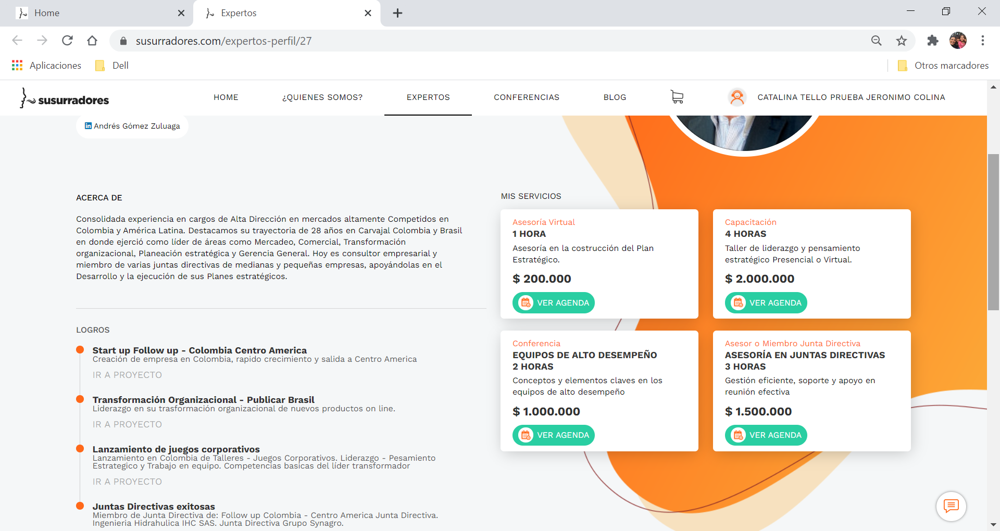 Home
Expertos
susurradores.com/expertos-perfil/27
Aplicaciones
Dell
Otros marcadores
susurradores
HOME
¿QUIENES SOMOS?
EXPERTOS
CONFERENCIAS
BLOG
CATALINA TELLO PRUEBA JERONIMO COLINA
in Andrés Gómez Zuluaga
ACERCA DE
Consolidada experiencia en cargos de Alta Dirección en mercados altamente Competidos en
Colombia y América Latina. Destacamos su trayectoria de 28 años en Carvajal Colombia y Brasil
en donde ejerció como líder de áreas como Mercadeo, Comercial, Transformación
organizacional, Planeación estratégica y Gerencia General. Hoy es consultor empresarial y
miembro de varias juntas directivas de medianas y pequeñas empresas, apoyándolas en el
Desarrollo y la ejecución de sus Planes estratégicos.
LOGROS
Start up Follow up - Colombia Centro America
Creación de empresa en Colombia, rapido crecimiento y salida a Centro America
IR A PROYECTO
Transformación Organizacional - Publicar Brasil
Liderazgo en su trasformación organizacional de nuevos productos on line.
IR A PROYECTO
Lanzamiento de juegos corporativos
Lanzamiento en Colombia de Talleres - Juegos Corporativos. Liderazgo - Pesamiento
Estrategico y Trabajo en equipo. Competencias basicas del líder transformador
IR A PROYECTO
Juntas Directivas exitosas
Miembro de Junta Directiva de: Follow up Colombia - Centro America Junta Directiva.
Ingenieria Hidrahulica IHC SAS. Junta Directiva Grupo Synagro.
MIS SERVICIOS
Asesoría Virtual
1 HORA
Asesoría en la costrucción del Plan
Estratégico.
$ 200.000
VER AGENDA
Capacitación
4 HORAS
Taller de liderazgo y pensamiento
estratégico Presencial o Virtual.
$ 2.000.000
VER AGENDA
Conferencia
EQUIPOS DE ALTO DESEMPEÑO
2 HORAS
Conceptos y elementos claves en los
equipos de alto desempeño
$ 1.000.000
VER AGENDA
Asesor o Miembro Junta Directiva
ASESORÍA EN JUNTAS DIRECTIVAS
3 HORAS
Gestión eficiente, soporte y apoyo en
reunión efectiva
$ 1.500.000
VER AGENDA